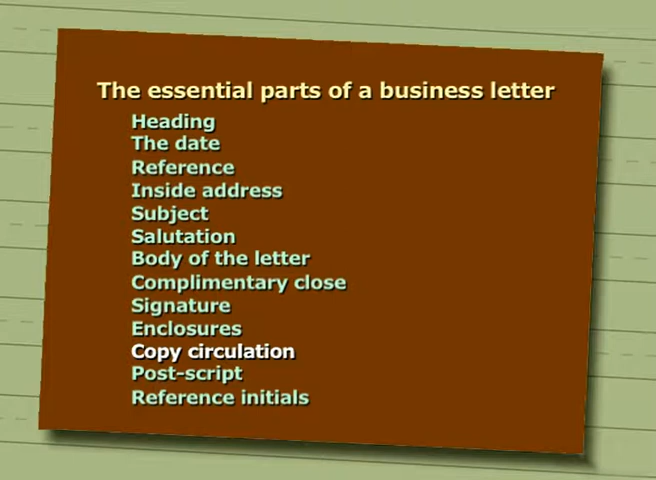 The essential parts of a business letter
Heading
The date
Reference
Inside address
Subject
Salutation
Body of the letter
Complimentary close
Signature
Enclosures
Copy circulation
Post-script
Reference initials